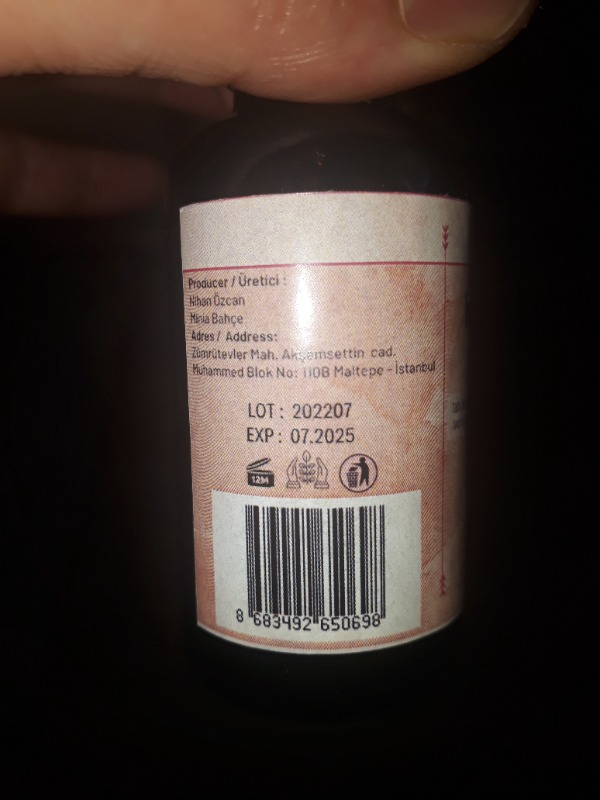 Producer / Üretici :
Nihan Özcan
Minia Bahçe
Adres / Address:
Zümrütevler Mah. Akşemsettin cad.
Muhammed Blok No: 110B Maltepe - İstanbul
LOT : 202207
EXP : 07.2025
12M
8 683492 650698